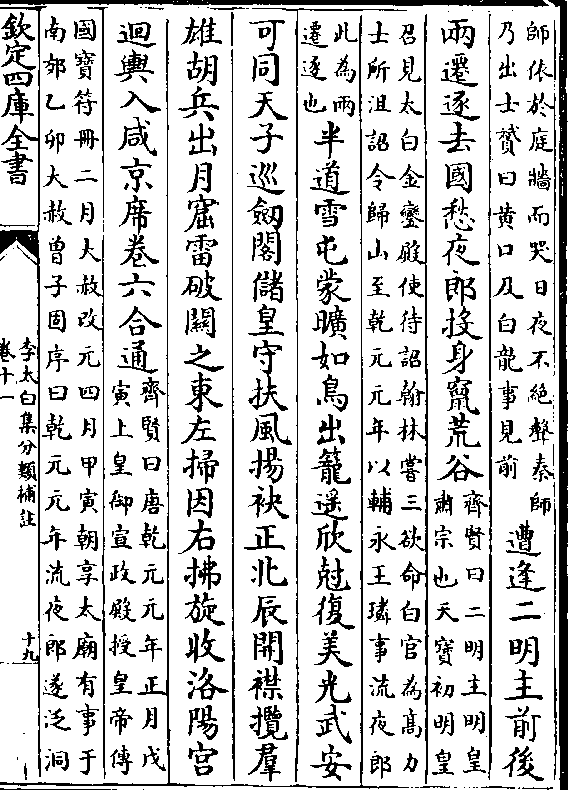 師依於庭牆而哭日夜不絶聲秦師
乃出士贇曰黄口及白龍事見前
遭逢二明主前後
兩遷逐去國愁夜郎投身竄荒谷
齊賢曰二明主明皇
肅宗也天寳初明皇
召見太白金鑾殿使待詔翰林嘗三欲命白官為髙力
士所沮詔令歸山至乾元元年以輔永王璘事流夜郎
此為兩
遷逐也
半道雪屯蒙曠如鳥出籠遥欣尅復美光武安
可同天子巡劔閣儲皇守扶風揚袂正北辰開襟攬羣
雄胡兵出月窟雷破關之東左掃因右拂旋收洛陽宫
迴輿入咸京席卷六合通
齊賢曰唐乾元元年正月戊
寅上皇御宣政殿授皇帝傳
國寳符冊二月大赦改元四月甲寅朝享太廟有事于
南郊乙卯大赦曽子固序曰乾元元年流夜郎遂泛洞
欽定四庫全書
李太白集分類補註
卷十一
十九